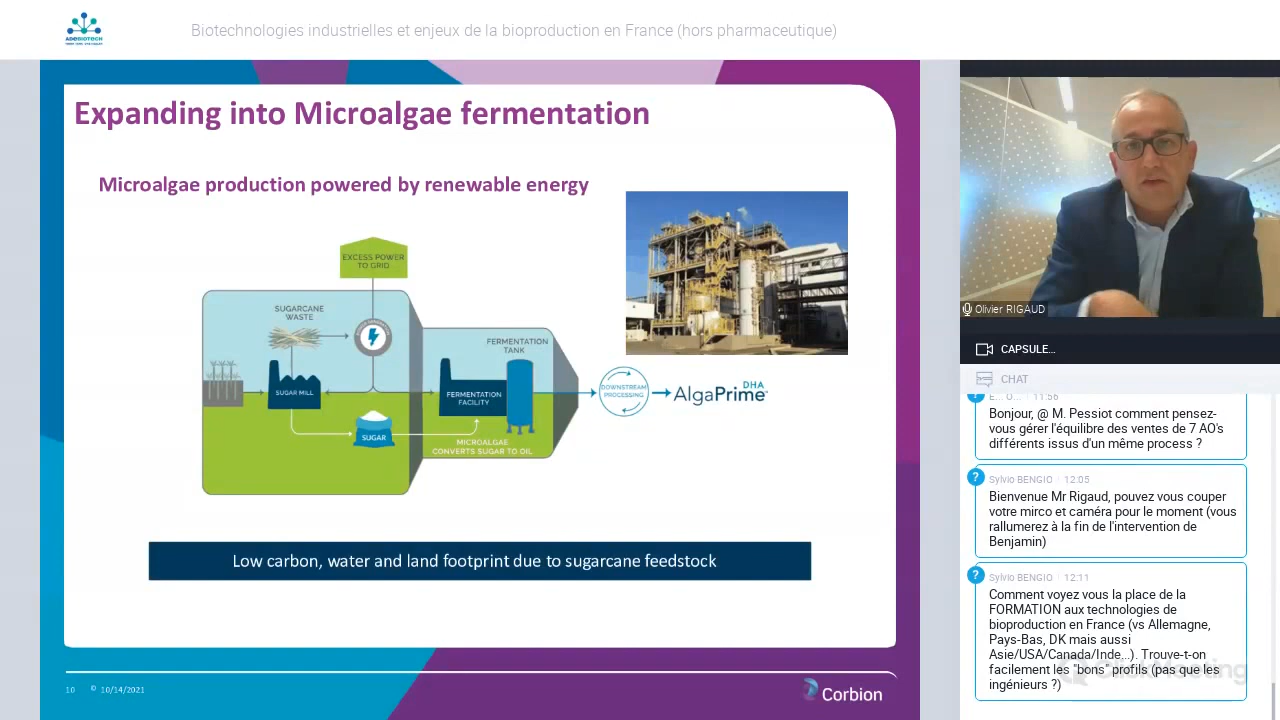 ADEBIOTECH
Biotechnologies industrielles et enjeux de la bioproduction en France (hors pharmaceutique)
Expanding into Microalgae fermentation
Microalgae production powered by renewable energy
EXCESS POWER
TO GRID
SUGARCANE
WASTE
FERMENTATION
TANK
SUGAR MILL
FERMENTATION
FACILITY
SUGAR
MICROALGAE
CONVERTS SUGAR TO OIL
DOWNSTREAM
PROCESSING
AlgaPrime DHA
Low carbon, water and land footprint due to sugarcane feedstock
10 © 10/14/2021
Corbion
Olivier RIGAUD
CAPSULE...
CHAT
E... O... 11:56
Bonjour, @ M. Pessiot comment pensez-
vous gérer l'équilibre des ventes de 7 AO's
différents issus d'un même process ?
Sylvio BENGIO 12:05
Bienvenue Mr Rigaud, pouvez vous couper
votre mirco et caméra pour le moment (vous
rallumerez à la fin de l'intervention de
Benjamin)
Sylvio BENGIO 12:11
Comment voyez vous la place de la
FORMATION aux technologies de
bioproduction en France (vs Allemagne,
Pays-Bas, DK mais aussi
Asie/USA/Canada/Inde...). Trouve-t-on
facilement les "bons" profils (pas que les
ingénieurs ?)
ClickMeeting